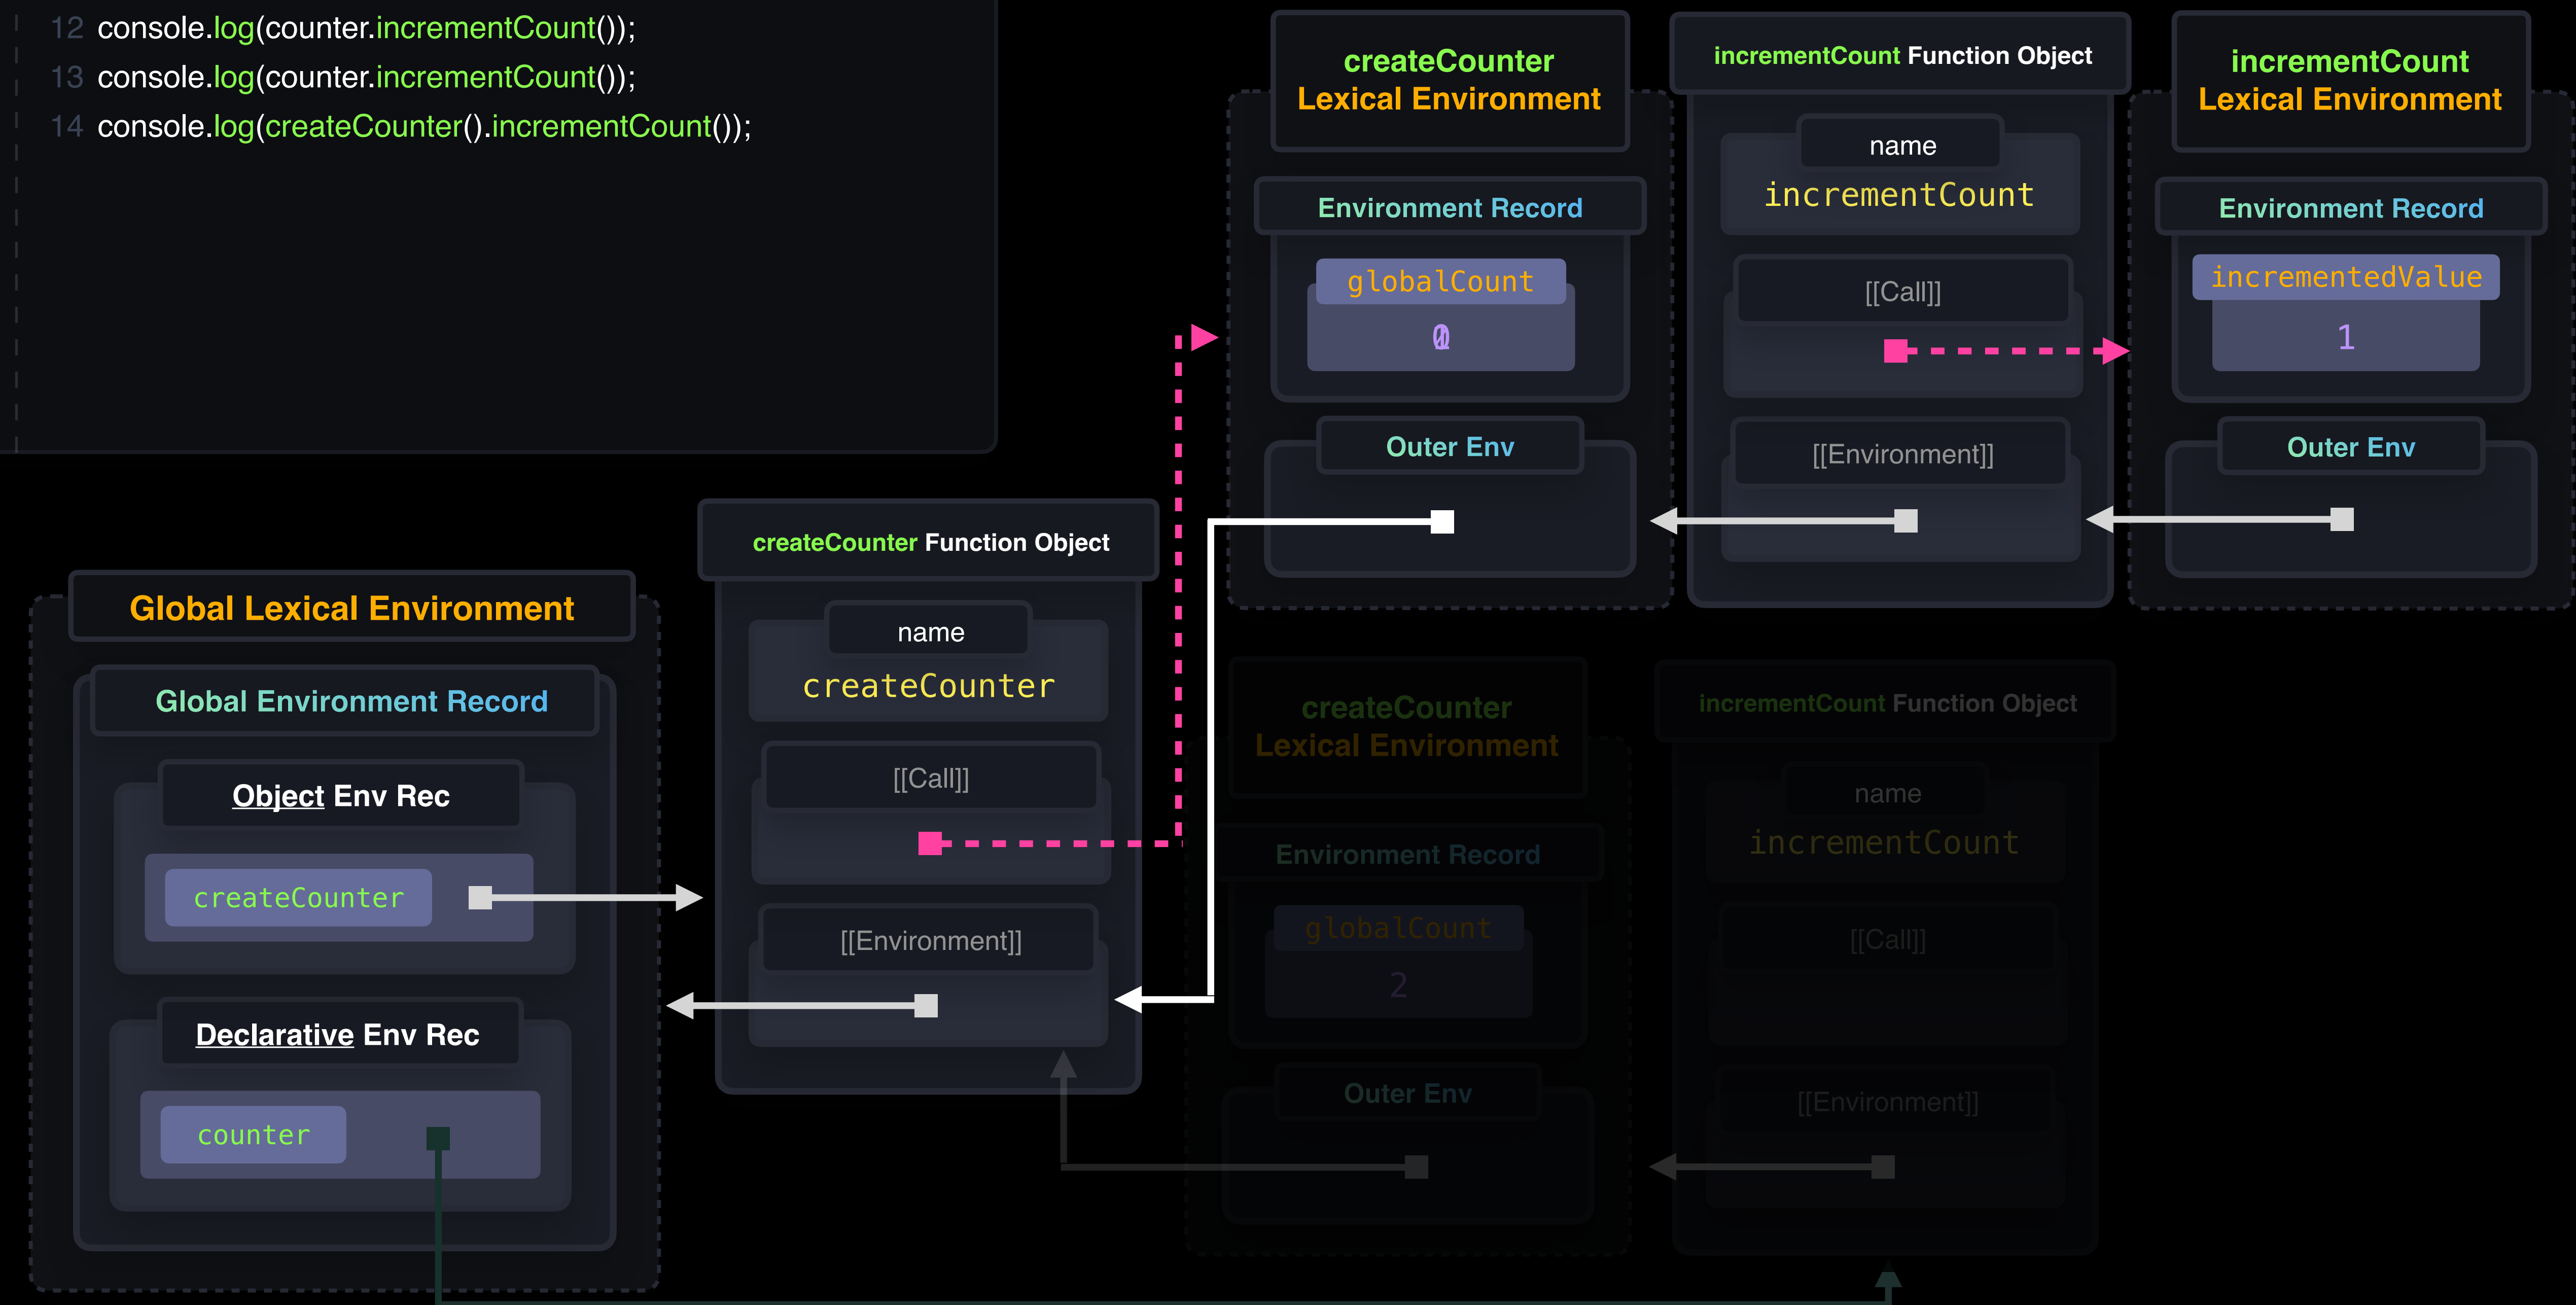 12 console.log(counter.incrementCount());
13 console.log(counter.incrementCount());
14 console.log(createCounter().incrementCount());
createCounter
Lexical Environment
Environment Record
globalCount
Outer Env
incrementCount Function Object
name
incrementCount
[[Call]]
[[Environment]]
incrementCount
Lexical Environment
Environment Record
incrementedValue
1
Outer Env
Global Lexical Environment
Global Environment Record
Object Env Rec
createCounter
Declarative Env Rec
counter
createCounter Function Object
name
createCounter
[[Call]]
[[Environment]]
createCounter
Lexical Environment
Environment Record
globalCount
2
Outer Env
incrementCount Function Object
name
incrementCount
[[Call]]
[[Environment]]